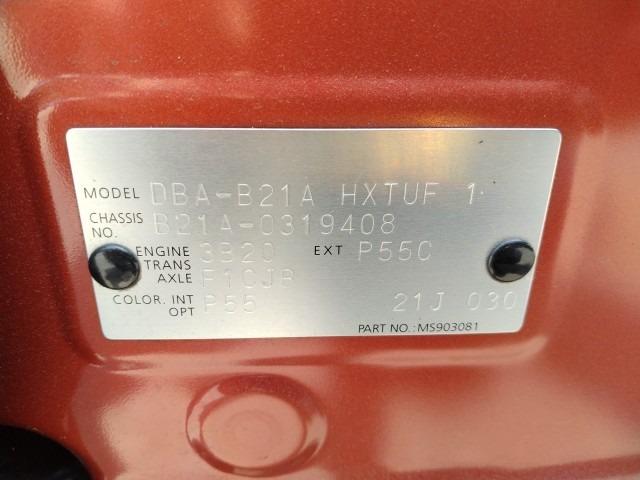 MODEL DBA-B21A HXTUF 1
CHASSIS NO. B21A-0319408
ENGINE 3B20 EXT P55C
TRANS AXLE F1CJB
COLOR. INT OPT P55 21J 030
PART NO.: MS903081